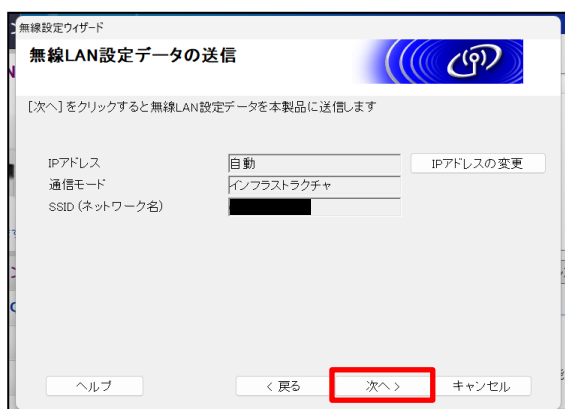 無線設定ウィザード
無線LAN設定データの送信
[次へ]をクリックすると無線LAN設定データを本製品に送信します
IPアドレス 自動 IPアドレスの変更
通信モード インフラストラクチャ
SSID (ネットワーク名)
ヘルプ < 戻る 次へ > キャンセル